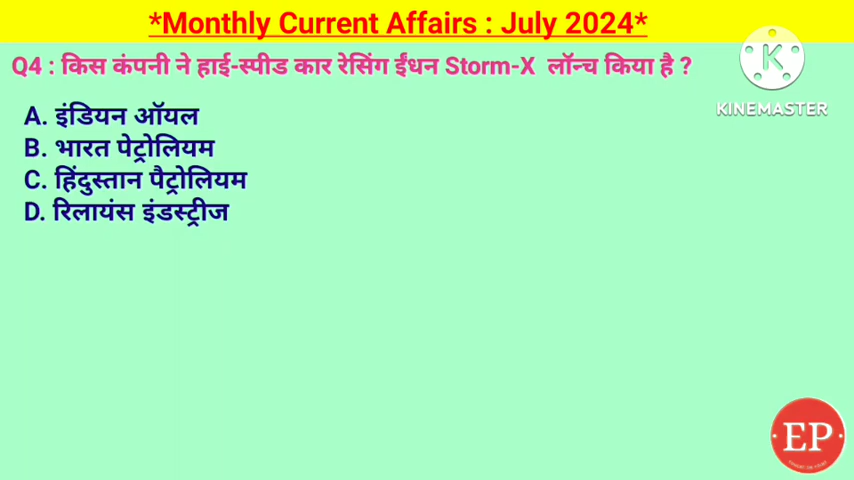 *Monthly Current Affairs : July 2024*
Q4 : किस कंपनी ने हाई-स्पीड कार रेसिंग ईंधन Storm-X लॉन्च किया है ?
KINEMASTER
A. इंडियन ऑयल
B. भारत पेट्रोलियम
C. हिंदुस्तान पैट्रोलियम
D. रिलायंस इंडस्ट्रीज
EP